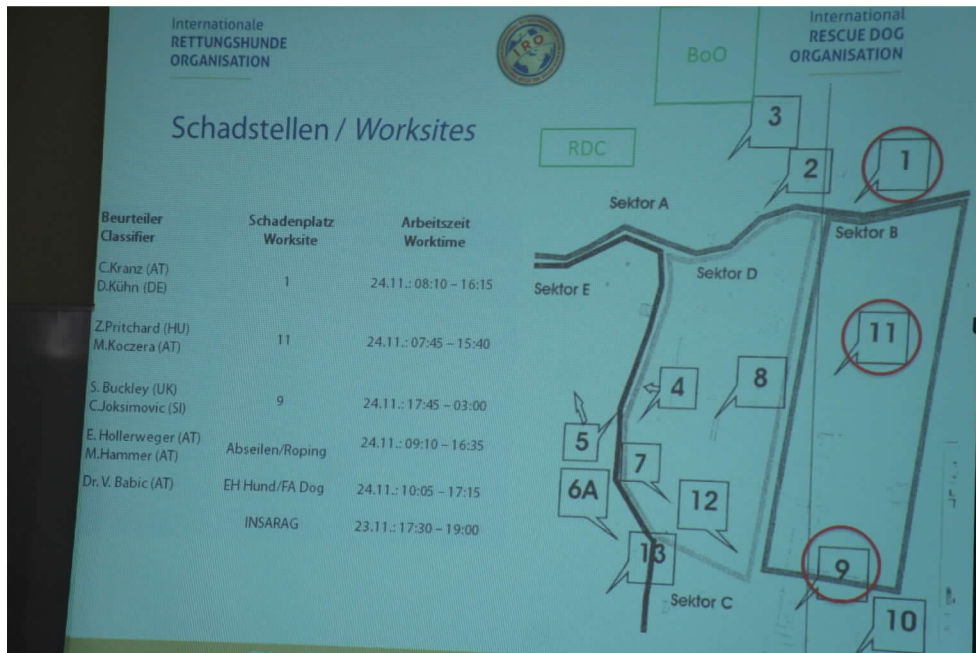 Internationale
RETTUNGSHUNDE
ORGANISATION
IRO
International
RESCUE DOG
ORGANISATION
BoO
RDC
Schadstellen / Worksites
Beurteiler
Classifier
Schadenplatz
Worksite
Arbeitszeit
Worktime
C.Kranz (AT)
D.Kühn (DE)
1
24.11.: 08:10 – 16:15
Z.Pritchard (HU)
M.Koczera (AT)
11
24.11.: 07:45 – 15:40
S. Buckley (UK)
C.Joksimovic (SI)
9
24.11.: 17:45 – 03:00
E. Hollerweger (AT)
M.Hammer (AT)
Abseilen/Roping
24.11.: 09:10 – 16:35
Dr. V. Babic (AT)
EH Hund/FA Dog
24.11.: 10:05 – 17:15
INSARAG
23.11.: 17:30 – 19:00
3
2
1
Sektor A
Sektor B
Sektor D
Sektor E
11
8
4
5
7
6A
12
13
9
Sektor C
10